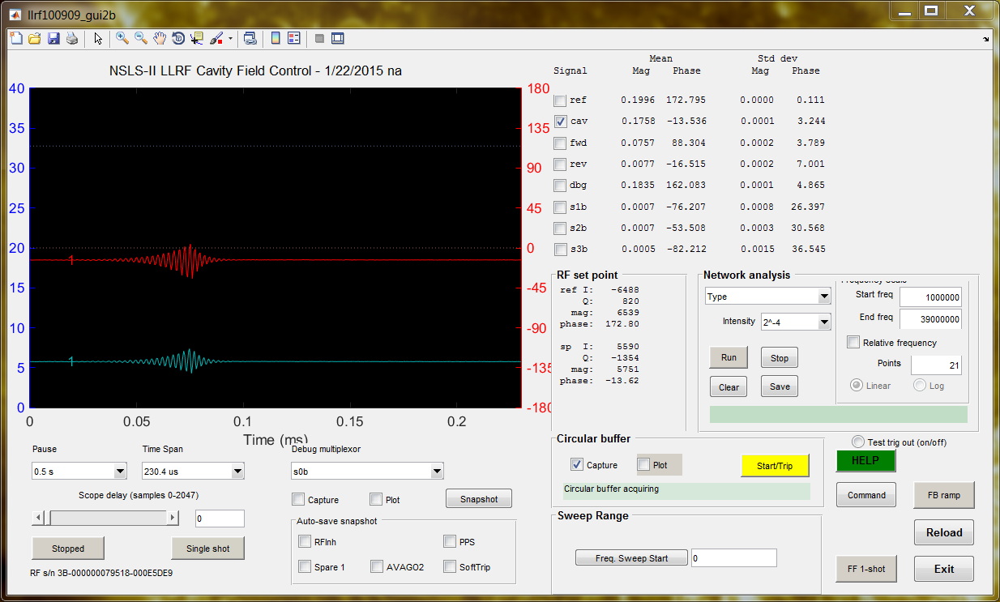 llrf100909_gui2b
NSLS-II LLRF Cavity Field Control - 1/22/2015 na
40
35
30
25
20
15
10
5
0
180
135
90
45
0
-45
-90
-135
-180
1
1
0 0.05 0.1 0.15 0.2
Time (ms)
Mean Std dev
Signal Mag Phase Mag Phase
ref 0.1996 172.795 0.0000 0.111
cav 0.1758 -13.536 0.0001 3.244
fwd 0.0757 88.304 0.0002 3.789
rev 0.0077 -16.515 0.0002 7.001
dbg 0.1835 162.083 0.0001 4.865
s1b 0.0007 -76.207 0.0008 26.397
s2b 0.0007 -53.508 0.0003 30.568
s3b 0.0005 -82.212 0.0015 36.545
RF set point
ref I: -6488
Q: 820
mag: 6539
phase: 172.80
sp I: 5590
Q: -1354
mag: 5751
phase: -13.62
Network analysis
Type
Intensity 2^-4
Run Stop
Clear Save
Frequency scale
Start freq 1000000
End freq 39000000
Relative frequency
Points 21
Linear Log
Pause Time Span Debug multiplexor
0.5 s 230.4 us s0b
Scope delay (samples 0-2047)
0
Stopped Single shot
RF s/n 3B-000000079518-000E5DE9
Capture Plot Snapshot
Auto-save snapshot
RFInh PPS
Spare 1 AVAGO2 SoftTrip
Circular buffer
Capture Plot Start/Trip
Circular buffer acquiring
Sweep Range
Freq. Sweep Start 0
Test trig out (on/off)
HELP
Command FB ramp
Reload
FF 1-shot Exit